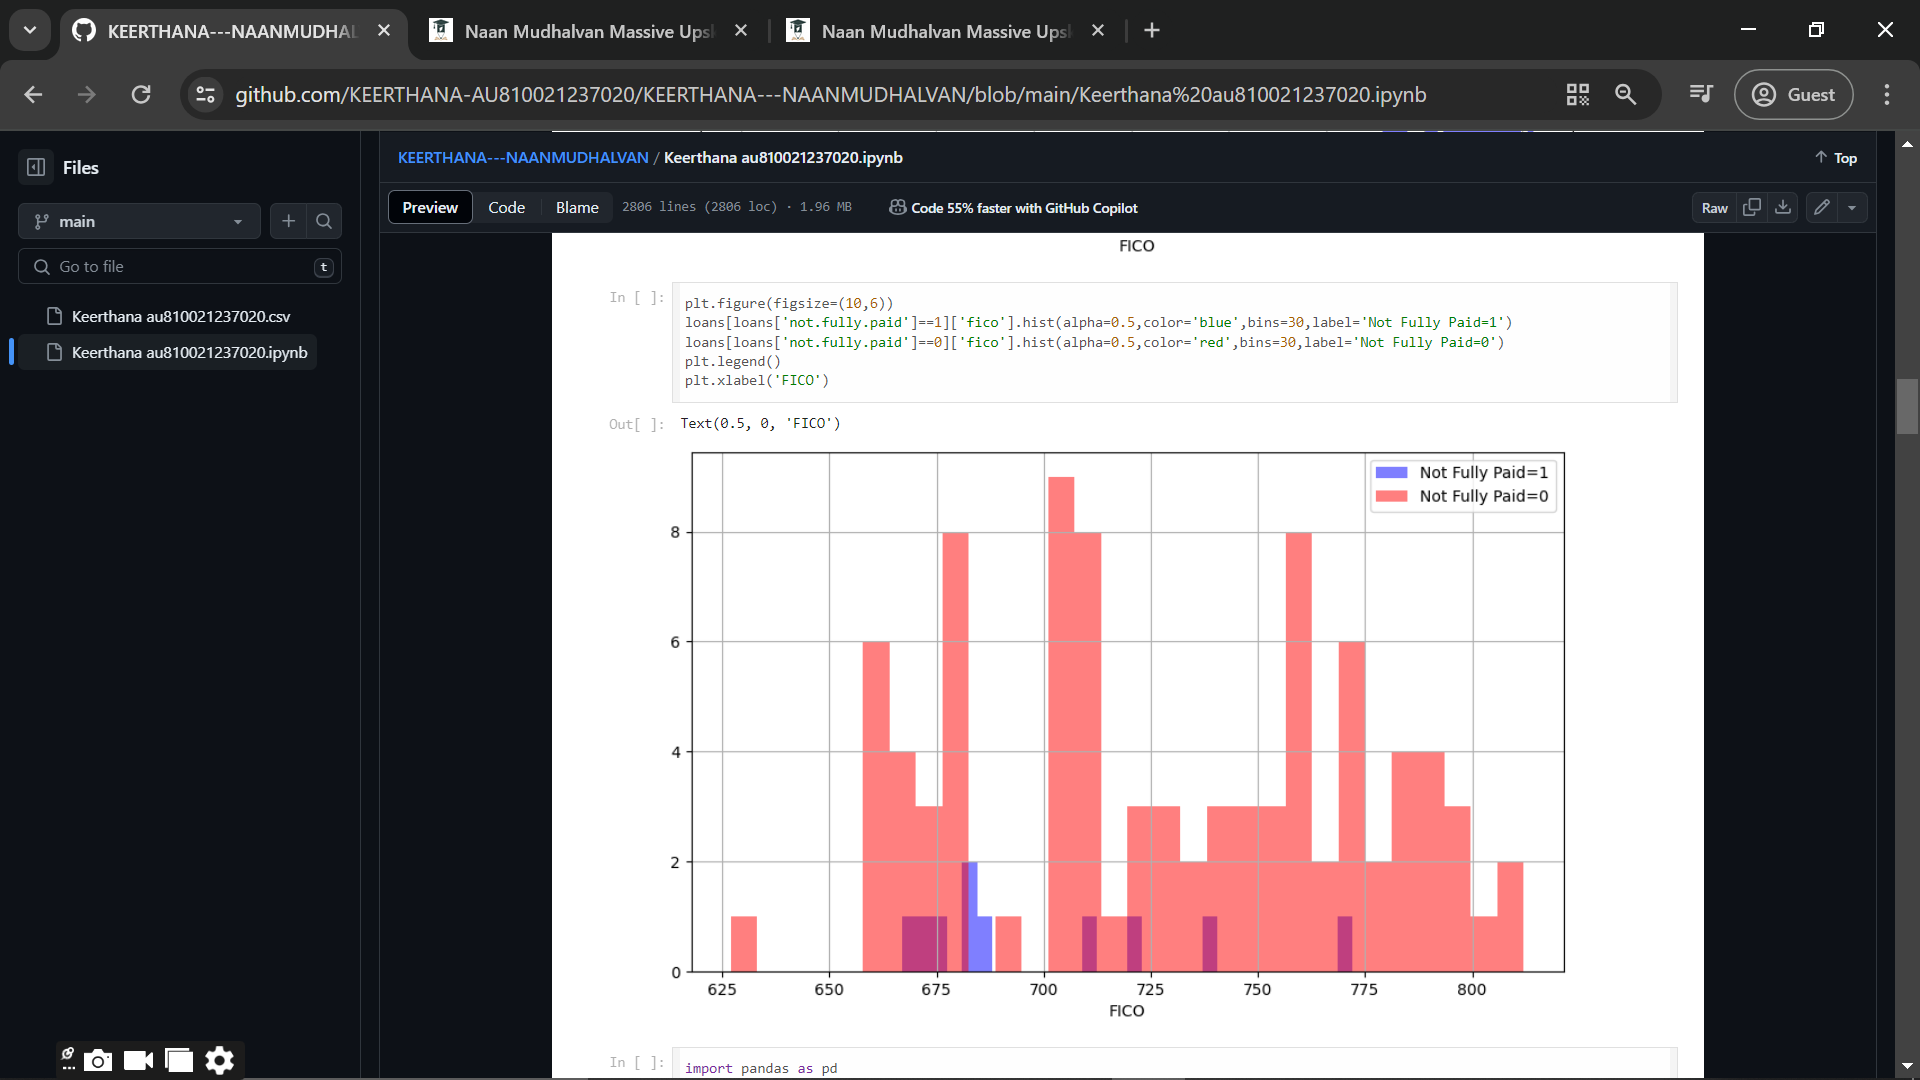 KEERTHANA---NAANMUDHAL
Naan Mudhalvan Massive Ups
Naan Mudhalvan Massive Ups
github.com/KEERTHANA-AU810021237020/KEERTHANA---NAANMUDHALVAN/blob/main/Keerthana%20au810021237020.ipynb
Guest
Files
KEERTHANA---NAANMUDHALVAN / Keerthana au810021237020.ipynb
Top
main
Preview Code Blame 2806 lines (2806 loc) · 1.96 MB Code 55% faster with GitHub Copilot Raw
Go to file t
Keerthana au810021237020.csv
Keerthana au810021237020.ipynb
FICO
In [ ]:
plt.figure(figsize=(10,6))
loans[loans['not.fully.paid']==1]['fico'].hist(alpha=0.5,color='blue',bins=30,label='Not Fully Paid=1')
loans[loans['not.fully.paid']==0]['fico'].hist(alpha=0.5,color='red',bins=30,label='Not Fully Paid=0')
plt.legend()
plt.xlabel('FICO')
Out[ ]: Text(0.5, 0, 'FICO')
Not Fully Paid=1
Not Fully Paid=0
8
6
4
2
0
625 650 675 700 725 750 775 800
FICO
In [ ]: import pandas as pd